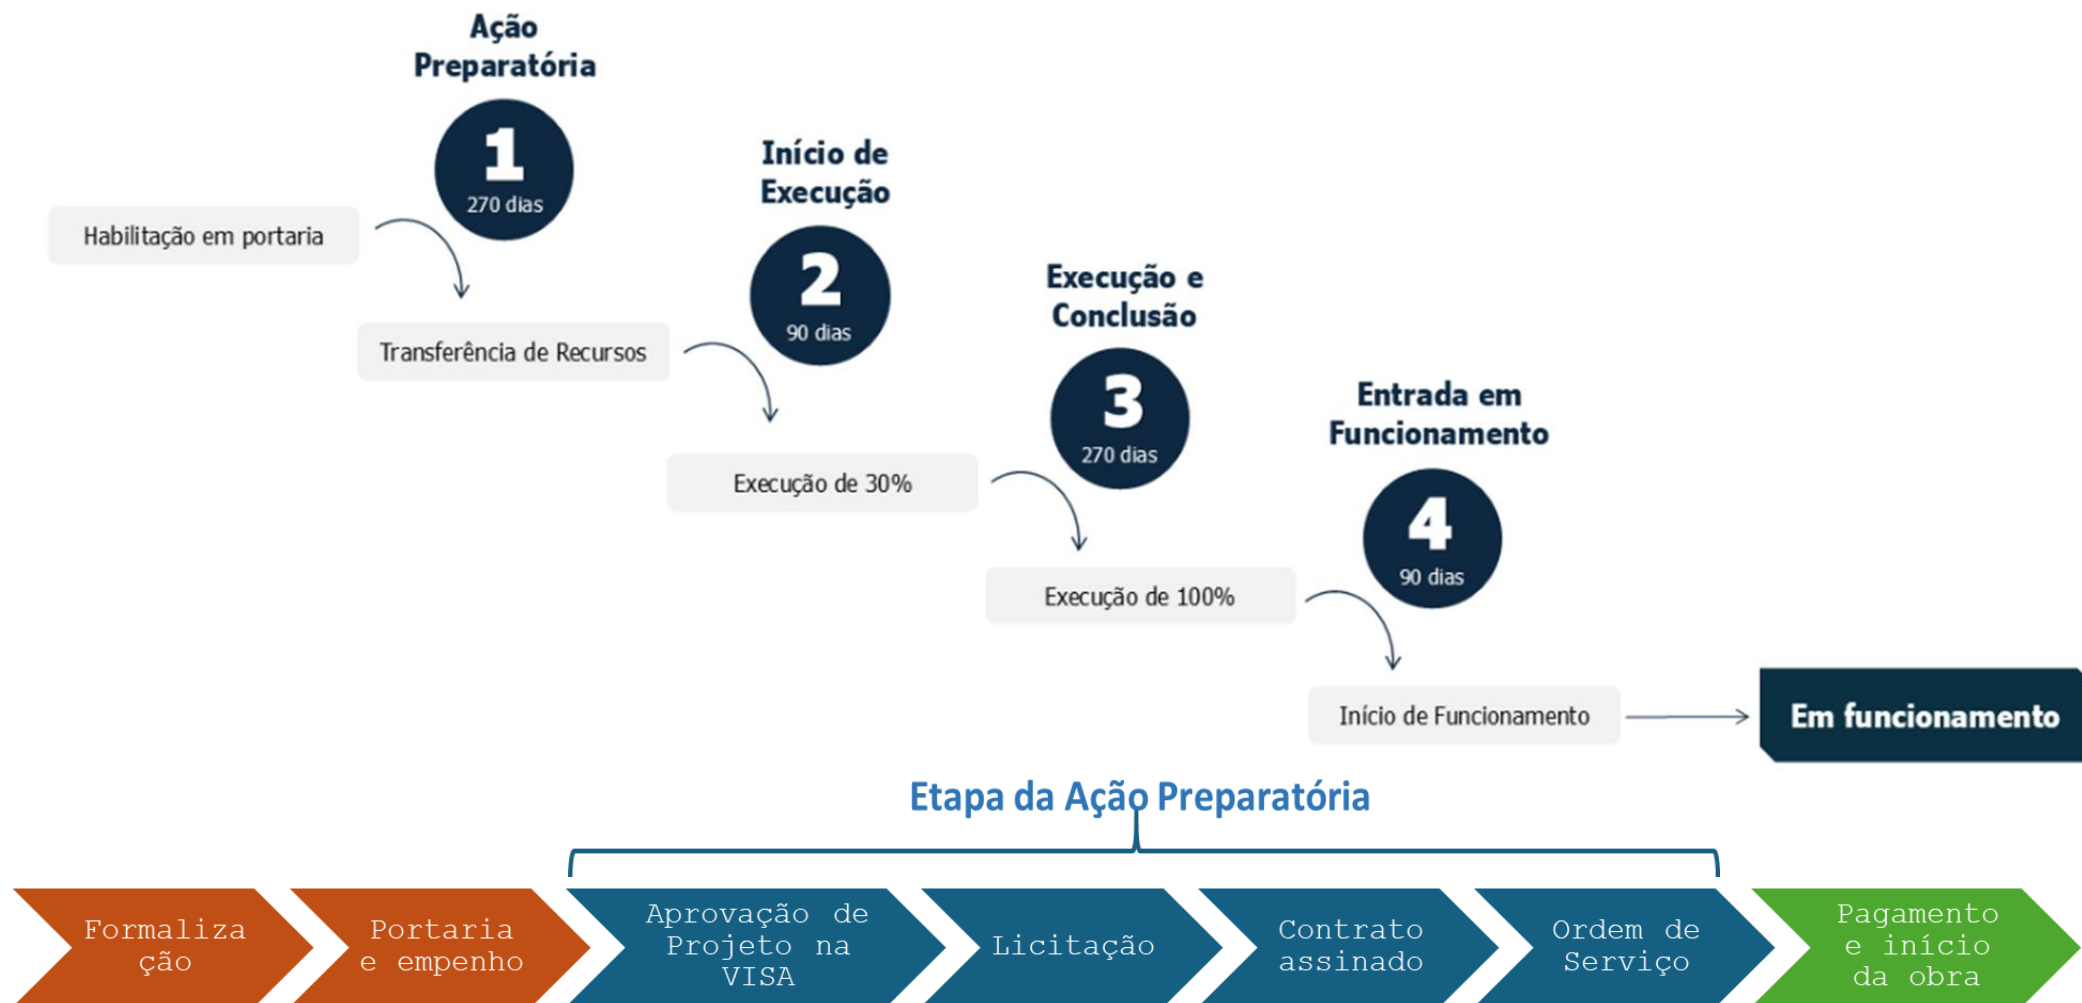 Ação
Preparatória
1
270 dias
Habilitação em portaria
Início de
Execução
2
90 dias
Transferência de Recursos
Execução e
Conclusão
3
270 dias
Execução de 30%
Entrada em
Funcionamento
4
90 dias
Execução de 100%
Início de Funcionamento
Em funcionamento
Etapa da Ação Preparatória
Formaliza
ção
Portaria
e empenho
Aprovação de
Projeto na
VISA
Licitação
Contrato
assinado
Ordem de
Serviço
Pagamento
e início
da obra